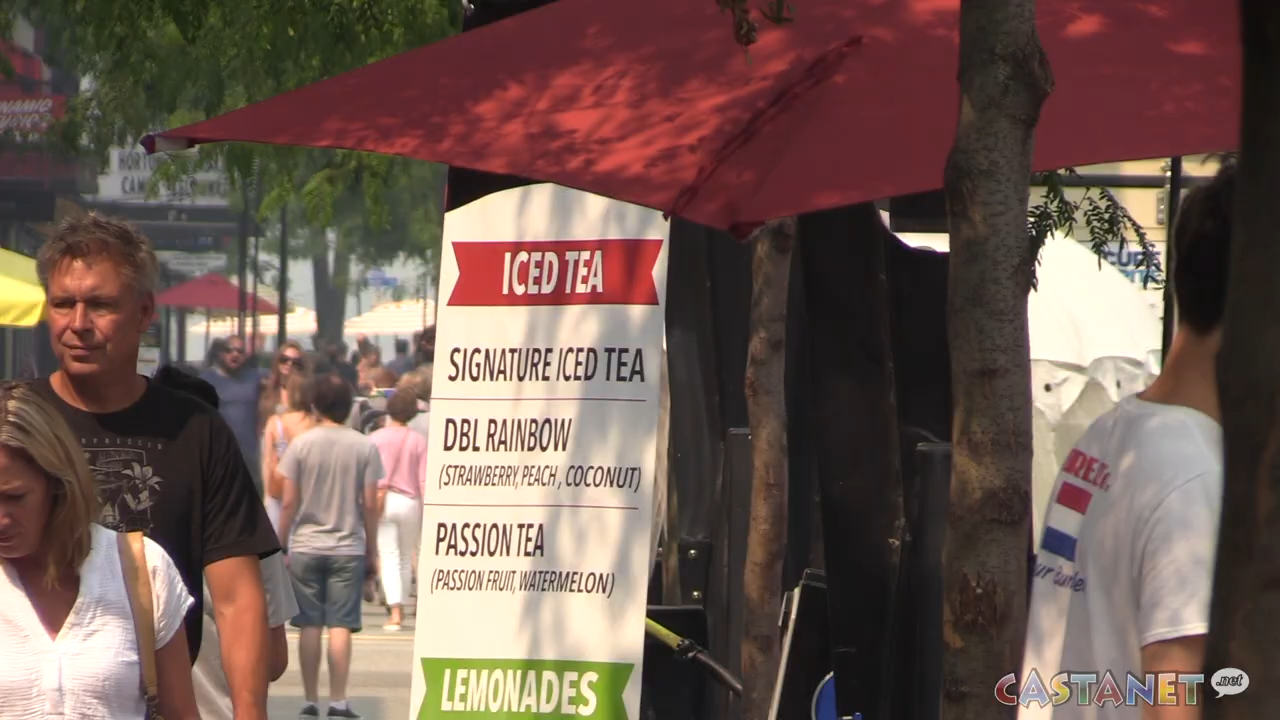 ICED TEA
SIGNATURE ICED TEA
DBL RAINBOW
(STRAWBERRY, PEACH, COCONUT)
PASSION TEA
(PASSION FRUIT, WATERMELON)
LEMONADES
CASTANET.net